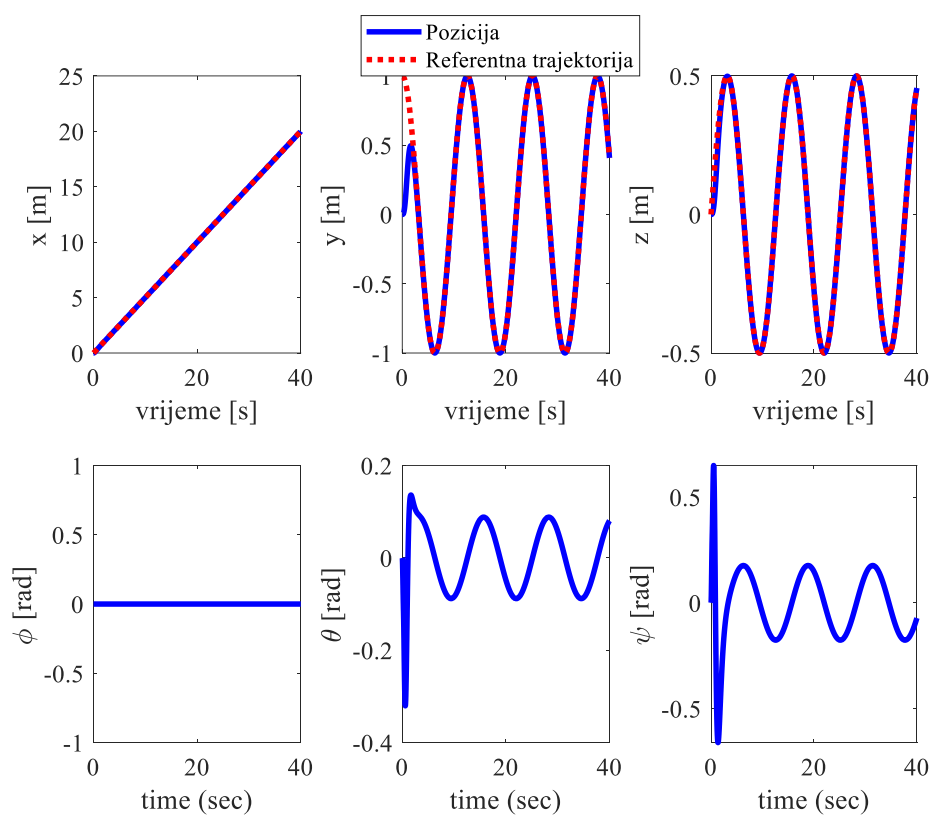 Pozicija
Referentna trajektorija
25
20
15
10
5
0
x [m]
0 20 40
vrijeme [s]
1
0.5
0
-0.5
-1
y [m]
0 20 40
vrijeme [s]
0.5
0
-0.5
z [m]
0 20 40
vrijeme [s]
1
0.5
0
-0.5
-1
ϕ [rad]
0 20 40
time (sec)
0.2
0
-0.2
-0.4
θ [rad]
0 20 40
time (sec)
0.5
0
-0.5
ψ [rad]
0 20 40
time (sec)